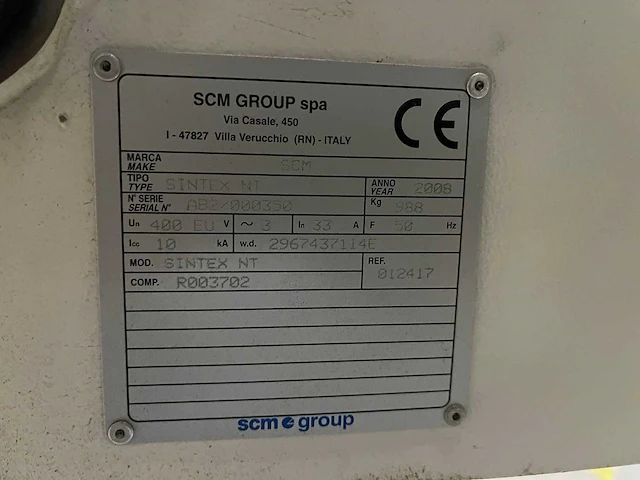 SCM GROUP spa
Via Casale, 450
I - 47827 Villa Verucchio (RN) - ITALY
CE
MARCA
MAKE
SCM
TIPO
TYPE SINTEX NT ANNO
YEAR 2008
N° SERIE
SERIAL N° AB2/000350 Kg 988
Un 400 EU V ~ 3 In 33 A F 50 Hz
Icc 10 kA w.d. 2967437114E
MOD. SINTEX NT REF.
012417
COMP. R003702
scm group